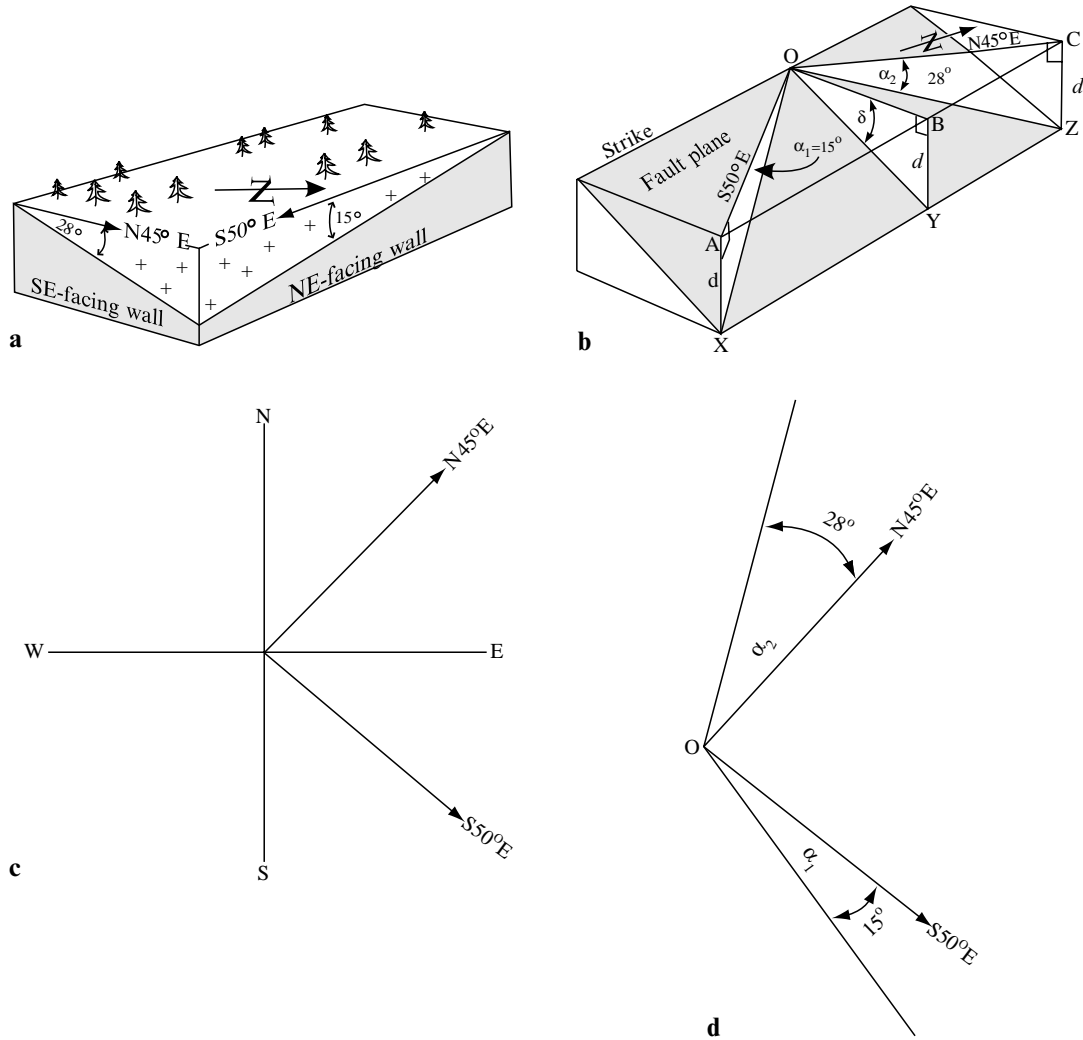 N
28°
N45° E
S50° E
15°
SE-facing wall
NE-facing wall
a
N
N45°E
C
O
α2
28°
d
Strike
Fault plane
δ
B
Z
α1=15°
S50°E
d
A
Y
d
b
X
N
N45°E
W
E
S50°E
c
S
28°
N45°E
α2
O
α1
15°
S50°E
d